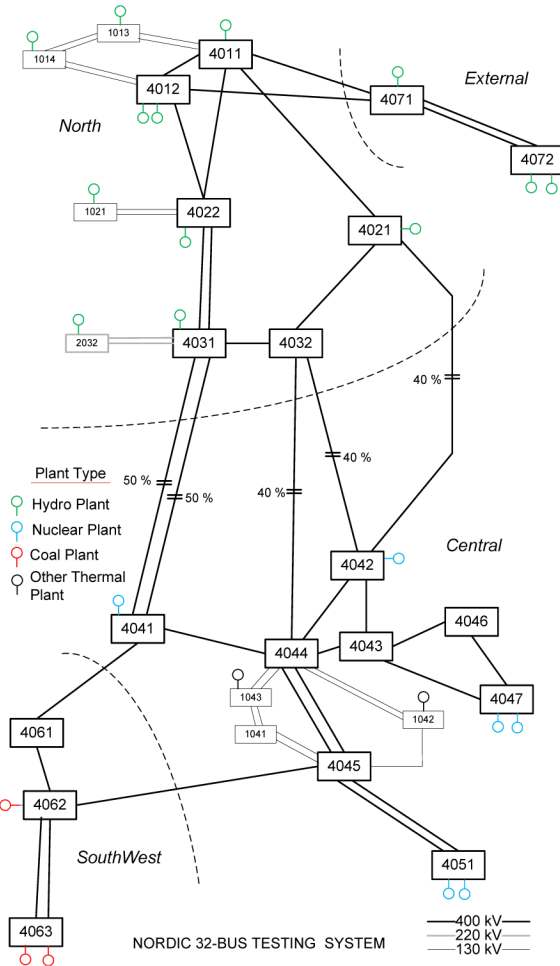 1013
1014
4011
4012
4071
External
North
4072
1021
4022
4021
2032
4031
4032
40 %
50 %
50 %
40 %
40 %
Plant Type
Hydro Plant
Nuclear Plant
Coal Plant
Other Thermal
Plant
Central
4042
4041
4044
4043
4046
4047
1043
1042
1041
4045
4061
4062
SouthWest
4051
4063
NORDIC 32-BUS TESTING SYSTEM
400 kV
220 kV
130 kV